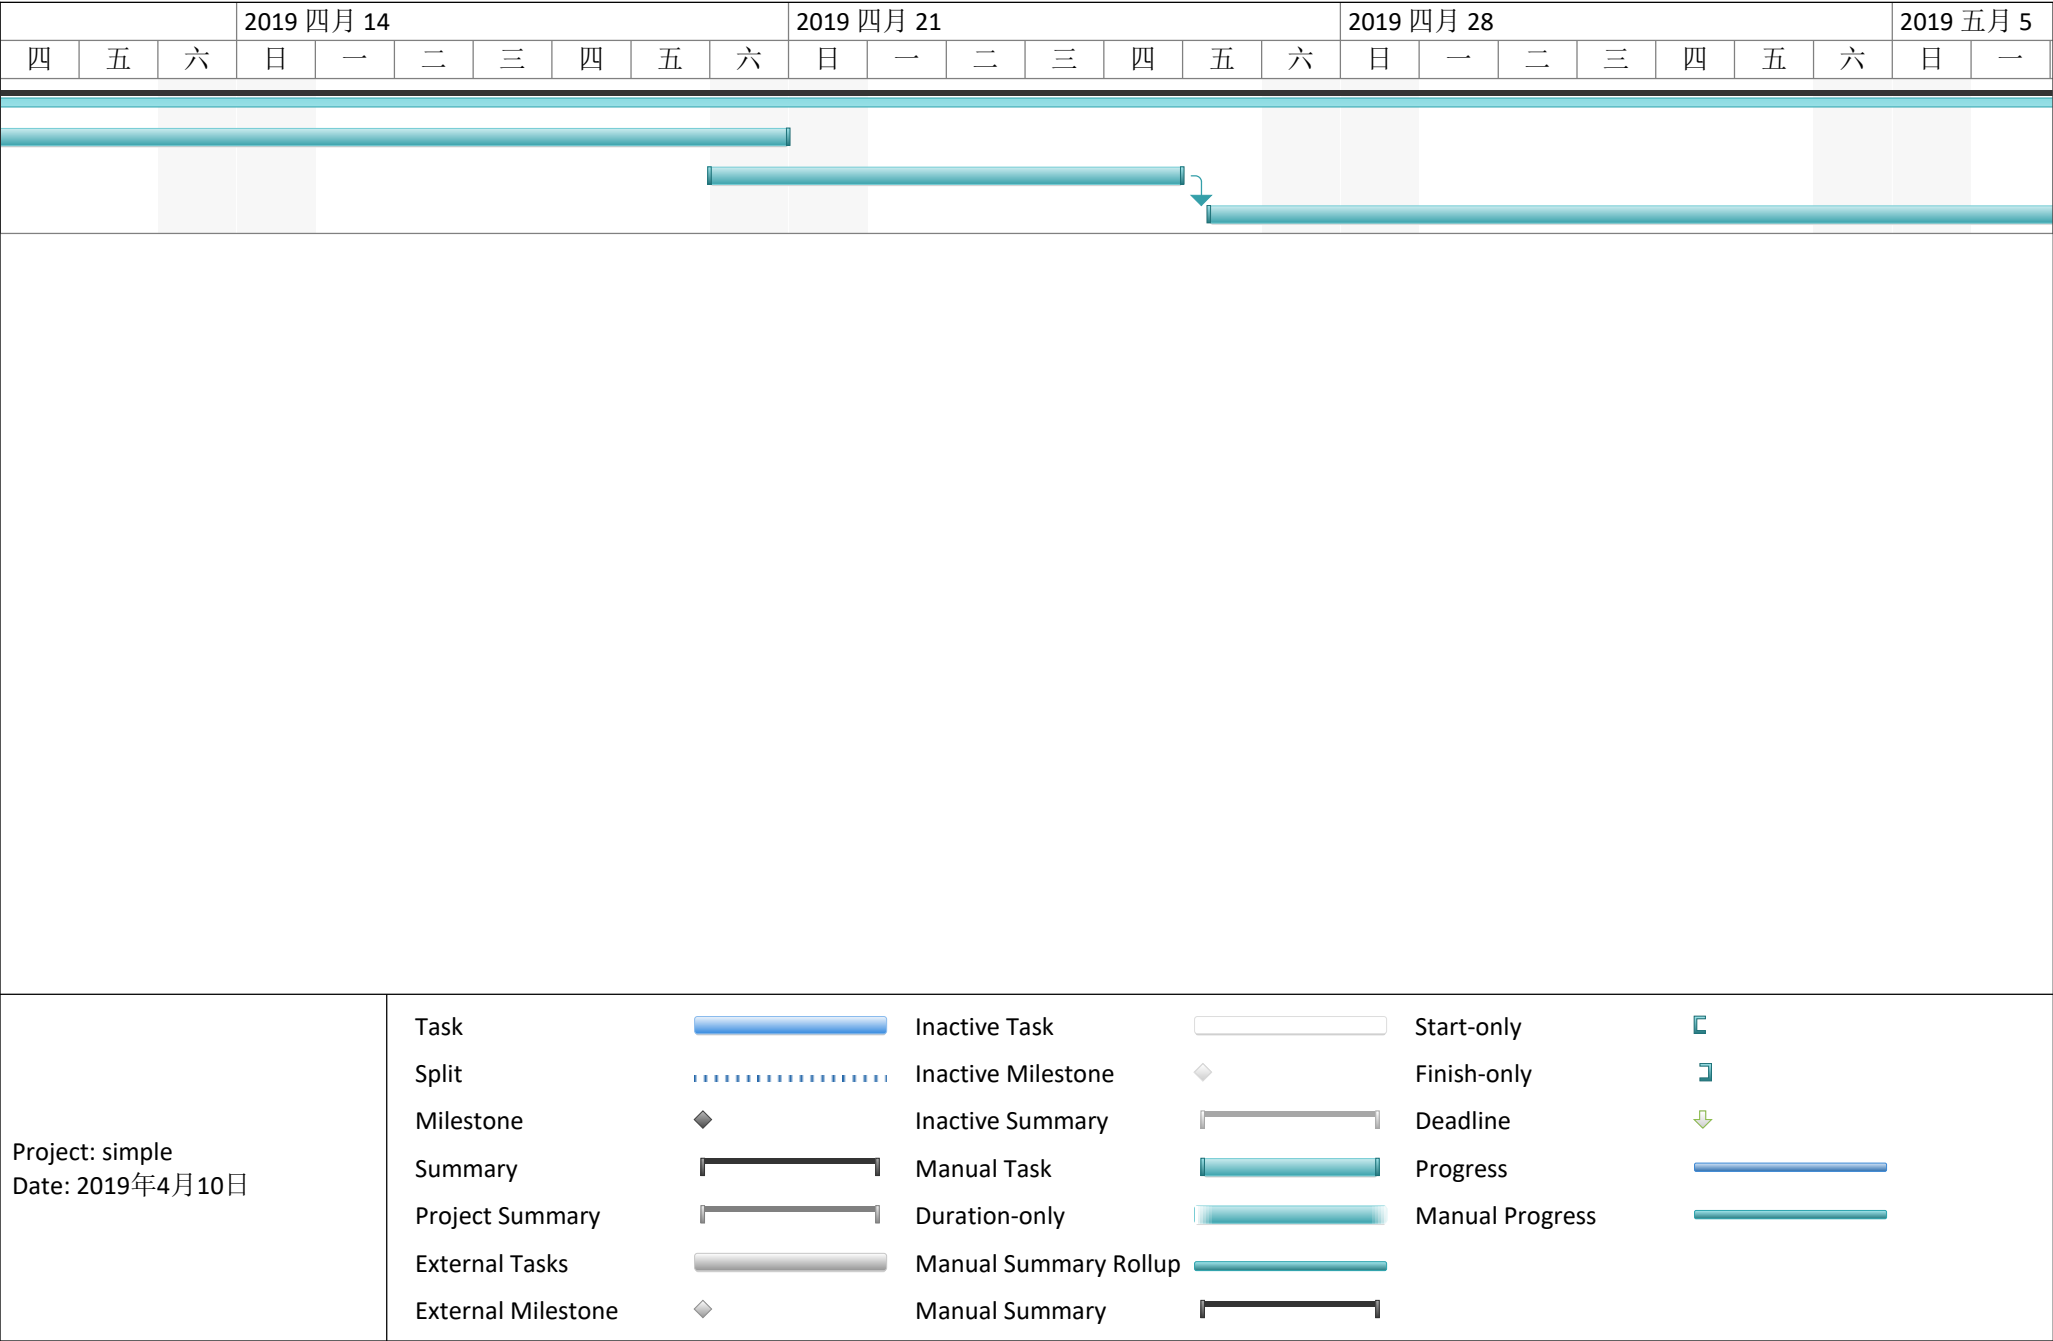 2019 四月 14 2019 四月 21 2019 四月 28 2019 五月 5
四 五 六 日 一 二 三 四 五 六 日 一 二 三 四 五 六 日 一 二 三 四 五 六 日 一
Task Inactive Task Start-only
Split Inactive Milestone Finish-only
Milestone Inactive Summary Deadline
Project: simple
Date: 2019年4月10日
Summary Manual Task Progress
Project Summary Duration-only Manual Progress
External Tasks Manual Summary Rollup
External Milestone Manual Summary